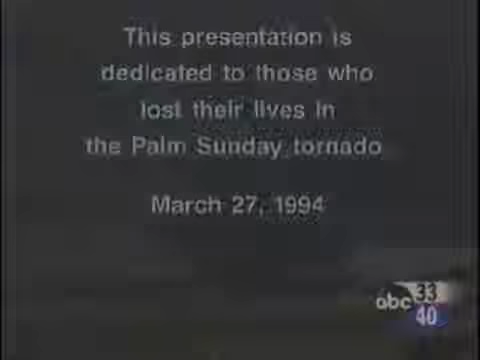 This presentation is
dedicated to those who
lost their lives in
the Palm Sunday tornado
March 27, 1994
abc 33
40